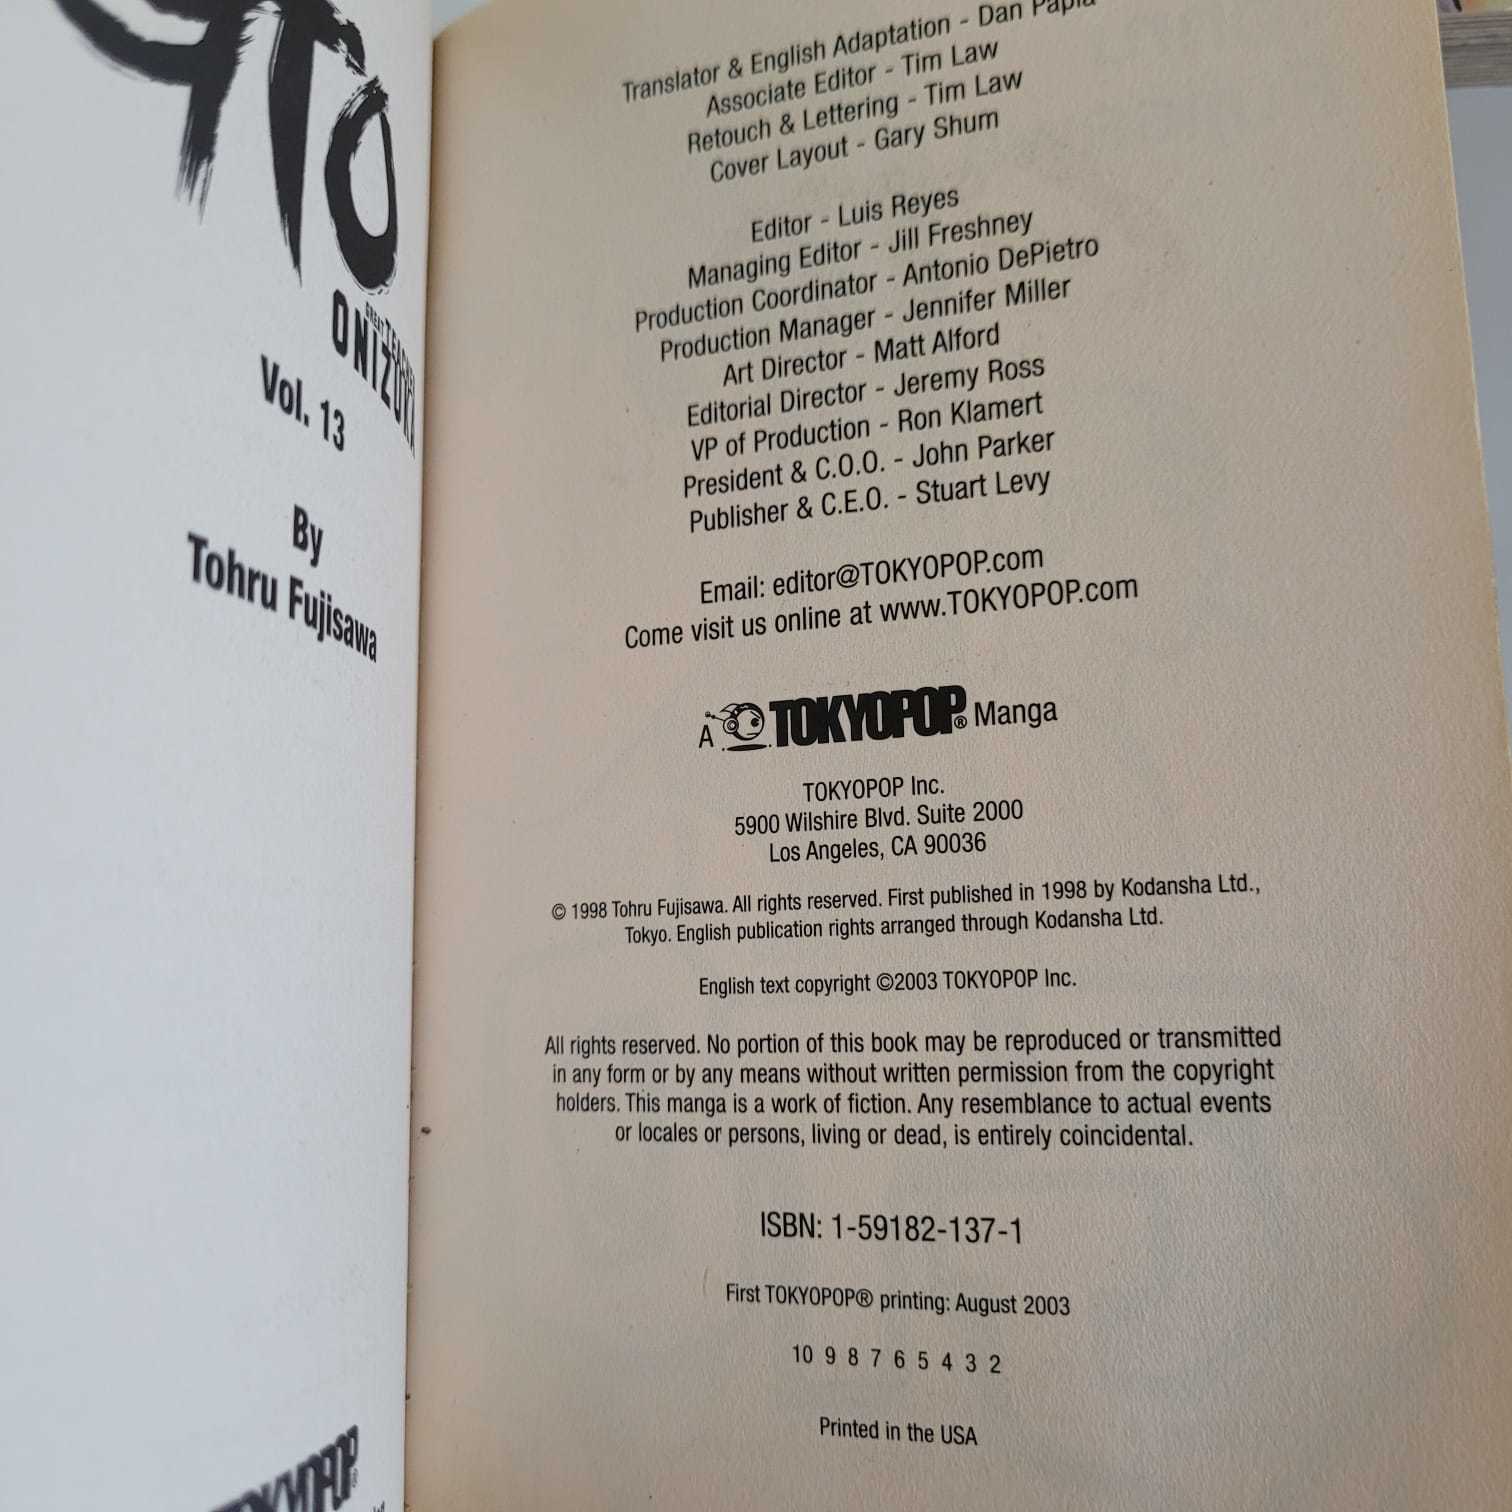 GTO
GREAT TEACHER
ONIZUKA
Vol. 13
By
Tohru Fujisawa
TOKYOPOP®
Translator & English Adaptation - Dan
Associate Editor - Tim Law
Retouch & Lettering - Tim Law
Cover Layout - Gary Shum
Editor - Luis Reyes
Managing Editor - Jill Freshney
Production Coordinator - Antonio DePietro
Production Manager - Jennifer Miller
Art Director - Matt Alford
Editorial Director - Jeremy Ross
VP of Production - Ron Klamert
President & C.O.O. - John Parker
Publisher & C.E.O. - Stuart Levy
Email: editor@TOKYOPOP.com
Come visit us online at www.TOKYOPOP.com
A TOKYOPOP® Manga
TOKYOPOP Inc.
5900 Wilshire Blvd. Suite 2000
Los Angeles, CA 90036
© 1998 Tohru Fujisawa. All rights reserved. First published in 1998 by Kodansha Ltd.,
Tokyo. English publication rights arranged through Kodansha Ltd.
English text copyright ©2003 TOKYOPOP Inc.
All rights reserved. No portion of this book may be reproduced or transmitted
in any form or by any means without written permission from the copyright
holders. This manga is a work of fiction. Any resemblance to actual events
or locales or persons, living or dead, is entirely coincidental.
ISBN: 1-59182-137-1
First TOKYOPOP® printing: August 2003
10 9 8 7 6 5 4 3 2
Printed in the USA